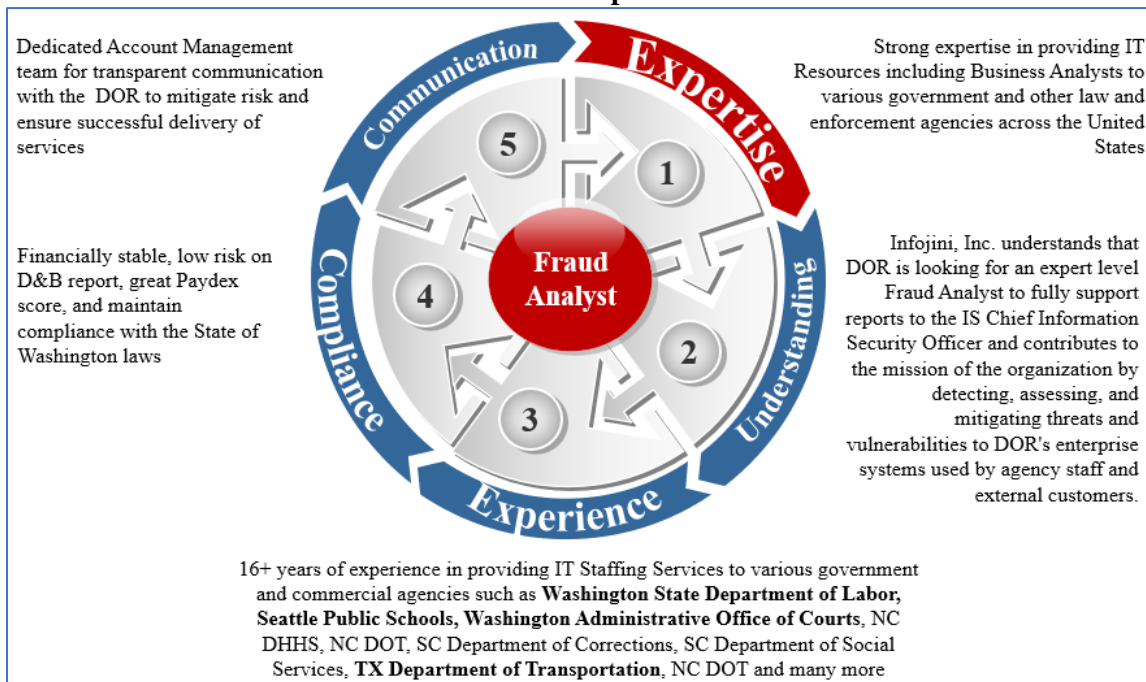 Dedicated Account Management
team for transparent communication
with the DOR to mitigate risk and
ensure successful delivery of
services
Communication
Expertise
Strong expertise in providing IT
Resources including Business Analysts to
various government and other law and
enforcement agencies across the United
States
5
1
Financially stable, low risk on
D&B report, great Paydex
score, and maintain
compliance with the State of
Washington laws
Compliance
4
Fraud
Analyst
2
3
Understanding
Infojini, Inc. understands that
DOR is looking for an expert level
Fraud Analyst to fully support
reports to the IS Chief Information
Security Officer and contributes to
the mission of the organization by
detecting, assessing, and
mitigating threats and
vulnerabilities to DOR's enterprise
systems used by agency staff and
external customers.
Experience
16+ years of experience in providing IT Staffing Services to various government
and commercial agencies such as Washington State Department of Labor,
Seattle Public Schools, Washington Administrative Office of Courts, NC
DHHS, NC DOT, SC Department of Corrections, SC Department of Social
Services, TX Department of Transportation, NC DOT and many more